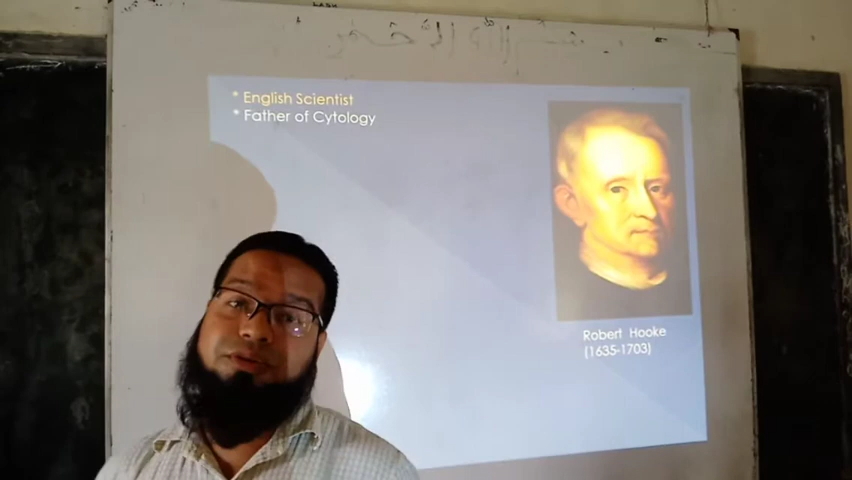 * English Scientist
* Father of Cytology
Robert Hooke
(1635-1703)